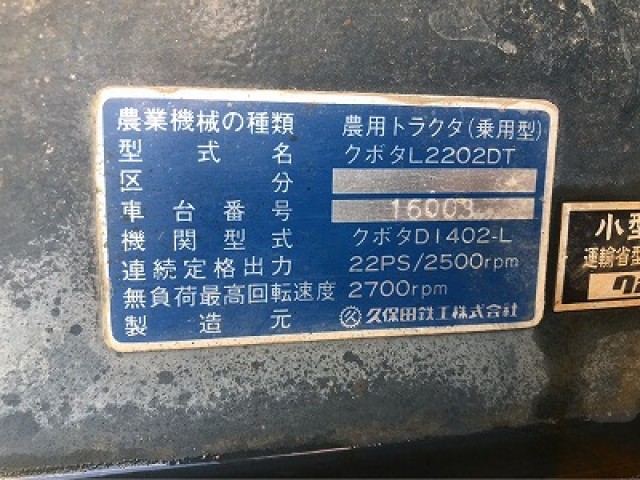 農業機械の種類 農用トラクタ(乗用型)
型式名 クボタL2202DT
区分
車台番号 16003
機関型式 クボタD1402-L
連続定格出力 22PS/2500rpm
無負荷最高回転速度 2700rpm
製造元 久保田鉄工株式会社
小型
運輸省型